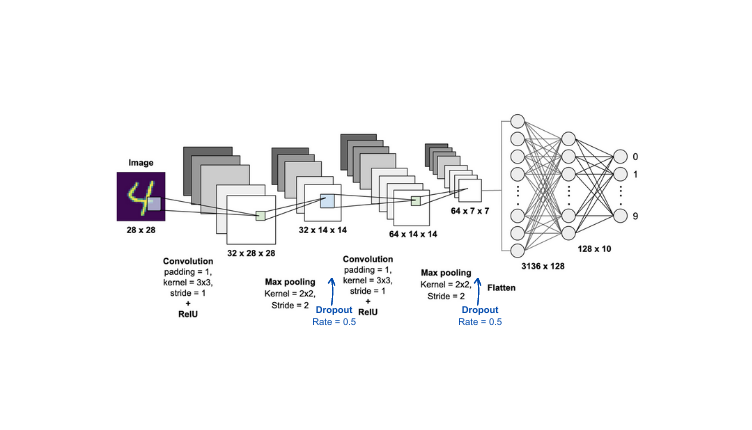 Image
28 x 28
Convolution
padding = 1,
kernel = 3x3,
stride = 1
+
RelU
32 x 28 x 28
Max pooling
Kernel = 2x2,
Stride = 2
32 x 14 x 14
Dropout
Rate = 0.5
Convolution
padding = 1,
kernel = 3x3,
stride = 1
+
RelU
64 x 14 x 14
Max pooling
Kernel = 2x2,
Stride = 2
64 x 7 x 7
Dropout
Rate = 0.5
Flatten
3136 x 128
128 x 10
0
1
9
4